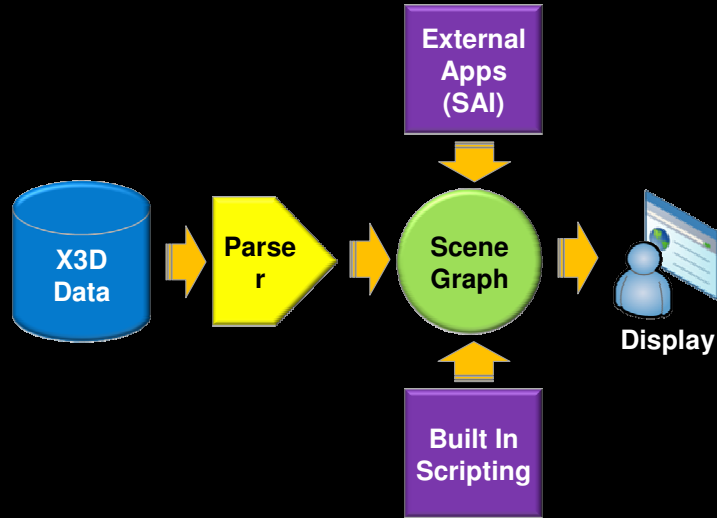 External
Apps
(SAI)
X3D
Data
Parse
r
Scene
Graph
Display
Built In
Scripting